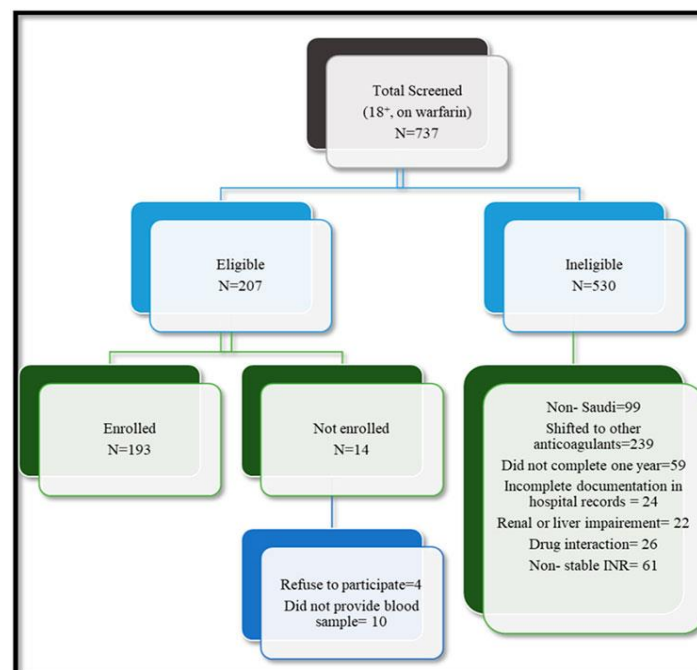 Total Screened
(18⁺, on warfarin)
N=737
Eligible
N=207
Ineligible
N=530
Enrolled
N=193
Not enrolled
N=14
Non- Saudi=99
Shifted to other
anticoagulants=239
Did not complete one year=59
Incomplete documentation in
hospital records = 24
Renal or liver impairement= 22
Drug interaction= 26
Non- stable INR= 61
Refuse to participate=4
Did not provide blood
sample= 10